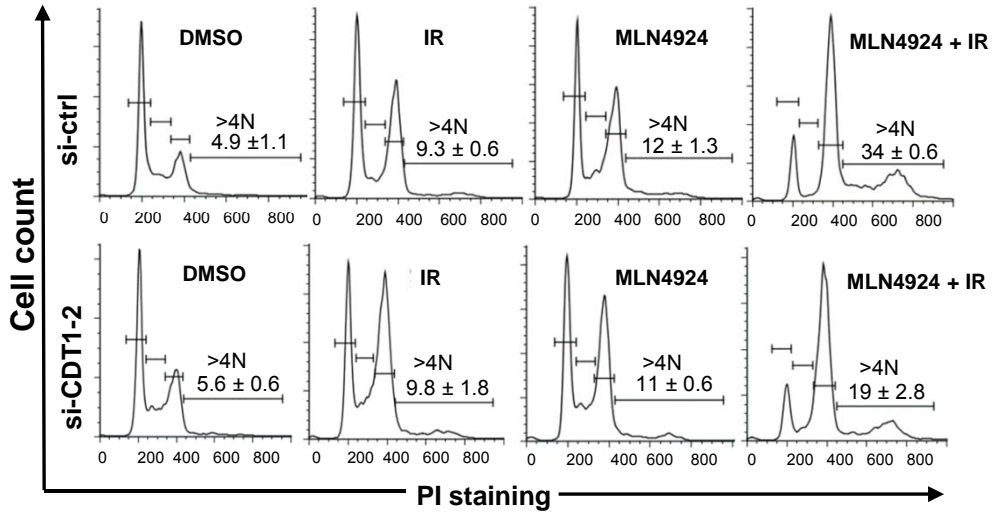 Cell count
si-ctrl
DMSO
>4N
4.9 ±1.1
0 200 400 600 800
IR
>4N
9.3 ± 0.6
0 200 400 600 800
MLN4924
>4N
12 ± 1.3
0 200 400 600 800
MLN4924 + IR
>4N
34 ± 0.6
0 200 400 600 800
si-CDT1-2
DMSO
>4N
5.6 ± 0.6
0 200 400 600 800
IR
>4N
9.8 ± 1.8
0 200 400 600 800
MLN4924
>4N
11 ± 0.6
0 200 400 600 800
MLN4924 + IR
>4N
19 ± 2.8
0 200 400 600 800
PI staining